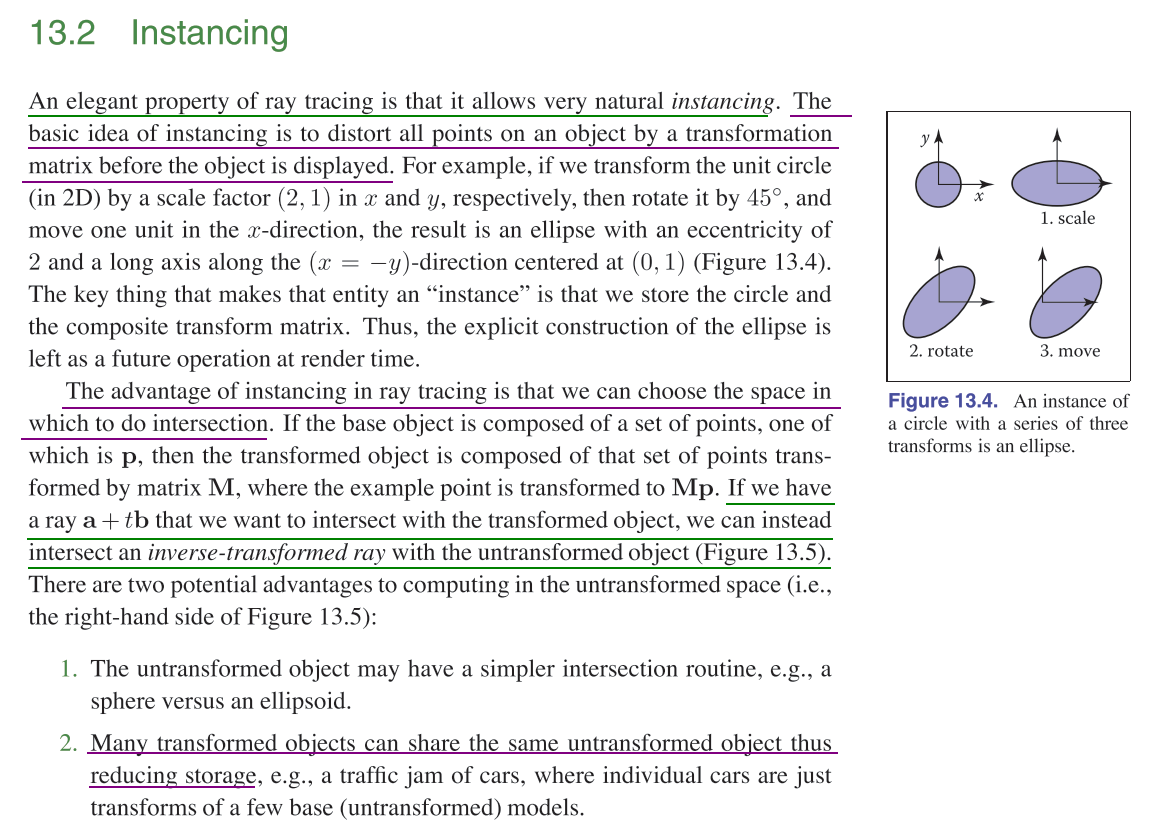 13.2 Instancing
An elegant property of ray tracing is that it allows very natural instancing. The
basic idea of instancing is to distort all points on an object by a transformation
matrix before the object is displayed. For example, if we transform the unit circle
(in 2D) by a scale factor (2, 1) in x and y, respectively, then rotate it by 45°, and
move one unit in the x-direction, the result is an ellipse with an eccentricity of
2 and a long axis along the (x = −y)-direction centered at (0, 1) (Figure 13.4).
The key thing that makes that entity an “instance” is that we store the circle and
the composite transform matrix. Thus, the explicit construction of the ellipse is
left as a future operation at render time.
The advantage of instancing in ray tracing is that we can choose the space in
which to do intersection. If the base object is composed of a set of points, one of
which is p, then the transformed object is composed of that set of points trans-
formed by matrix M, where the example point is transformed to Mp. If we have
a ray a + tb that we want to intersect with the transformed object, we can instead
intersect an inverse-transformed ray with the untransformed object (Figure 13.5).
There are two potential advantages to computing in the untransformed space (i.e.,
the right-hand side of Figure 13.5):
1. The untransformed object may have a simpler intersection routine, e.g., a
sphere versus an ellipsoid.
2. Many transformed objects can share the same untransformed object thus
reducing storage, e.g., a traffic jam of cars, where individual cars are just
transforms of a few base (untransformed) models.
y
x
1. scale
2. rotate
3. move
Figure 13.4. An instance of
a circle with a series of three
transforms is an ellipse.